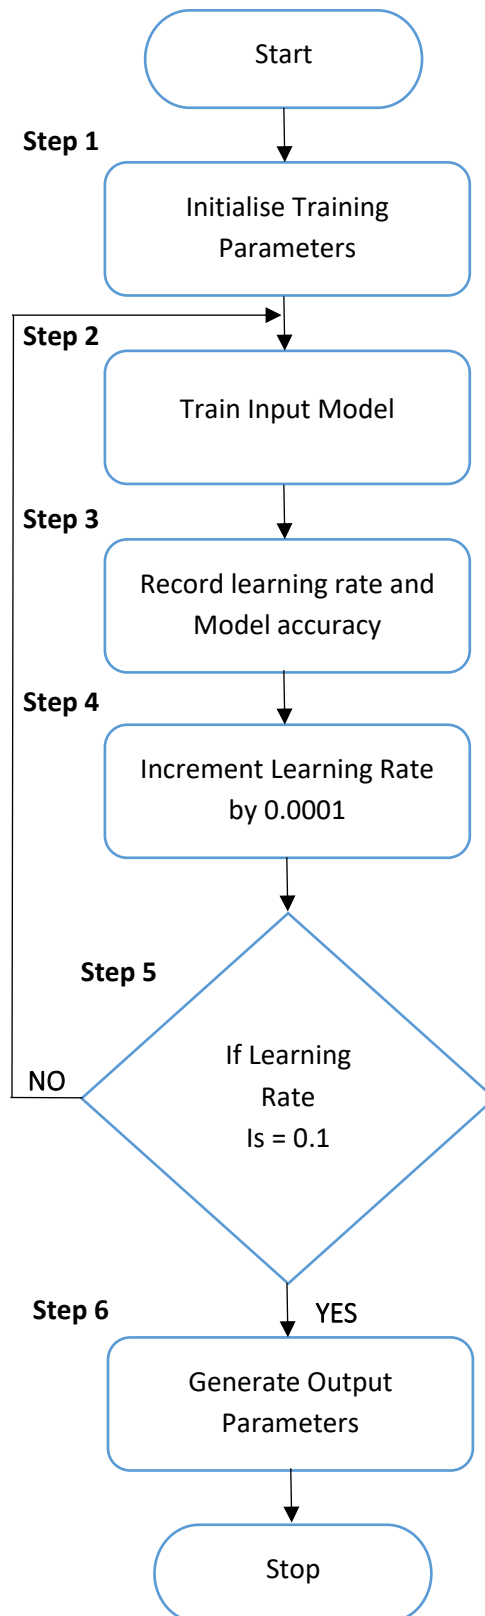 Start
Step 1
Initialise Training
Parameters
Step 2
Train Input Model
Step 3
Record learning rate and
Model accuracy
Step 4
Increment Learning Rate
by 0.0001
Step 5
If Learning
Rate
Is = 0.1
NO
YES
Step 6
Generate Output
Parameters
Stop